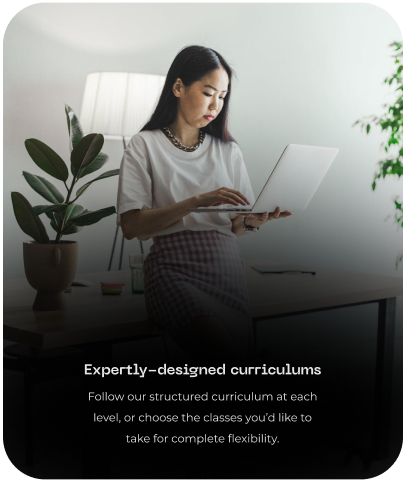 Expertly-designed curriculums
Follow our structured curriculum at each
level, or choose the classes you'd like to
take for complete flexibility.